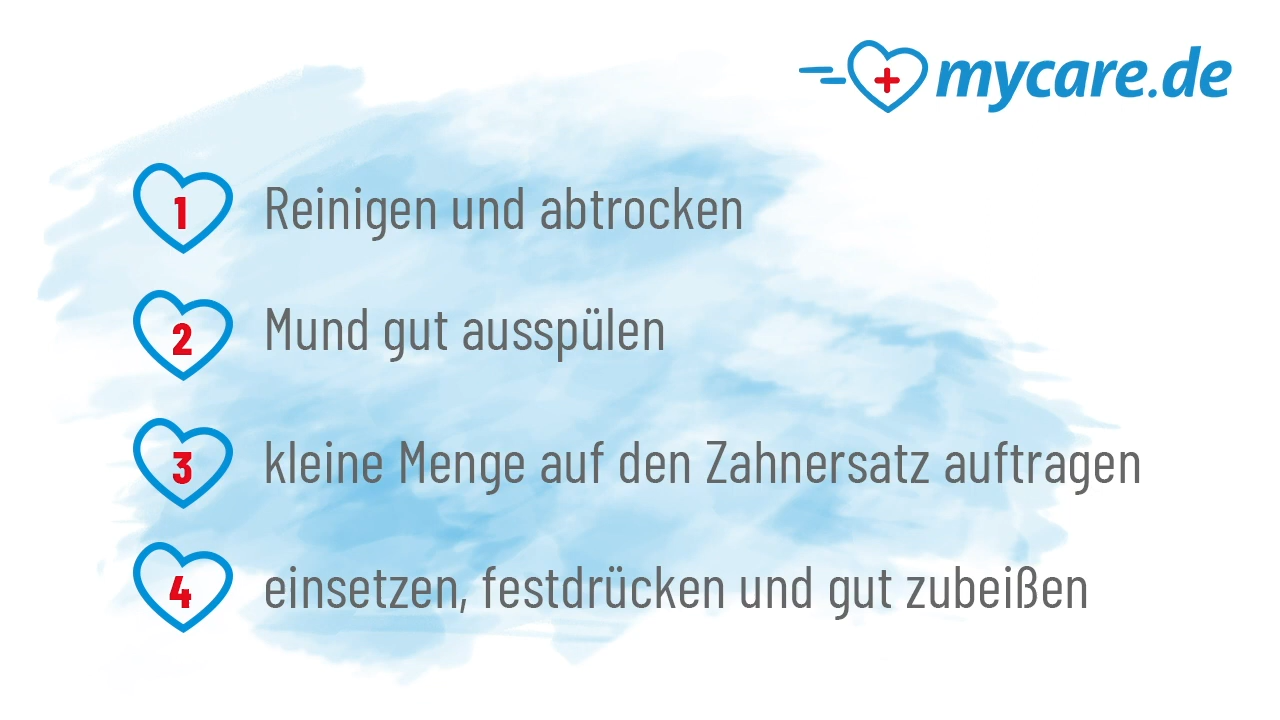 mycare.de
1 Reinigen und abtrocken
2 Mund gut ausspülen
3 kleine Menge auf den Zahnersatz auftragen
4 einsetzen, festdrücken und gut zubeißen